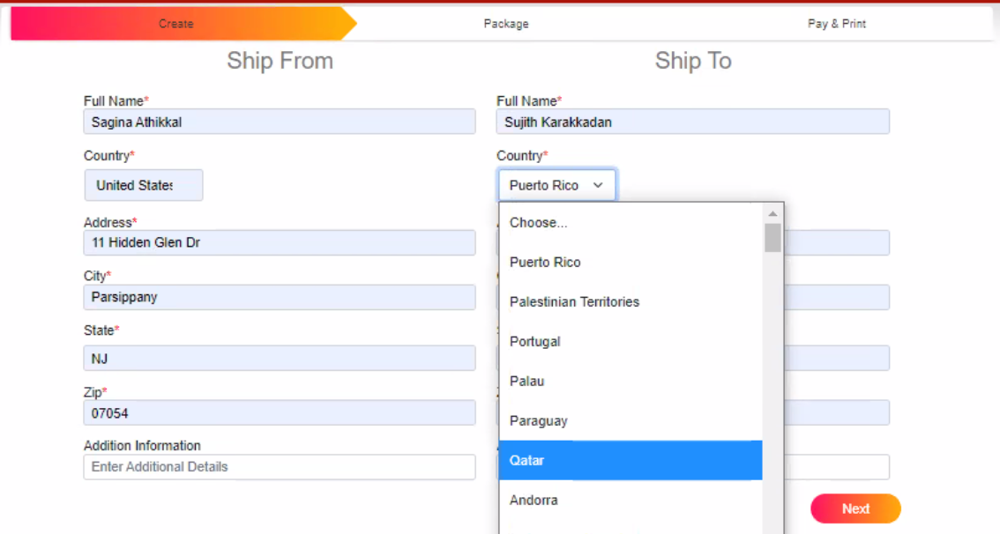 Create
Package
Pay & Print
Ship From
Ship To
Full Name*
Sagina Athikkal
Full Name*
Sujith Karakkadan
Country*
United States
Country*
Puerto Rico
Choose...
Puerto Rico
Palestinian Territories
Portugal
Palau
Paraguay
Qatar
Andorra
Address*
11 Hidden Glen Dr
City*
Parsippany
State*
NJ
Zip*
07054
Addition Information
Enter Additional Details
Next